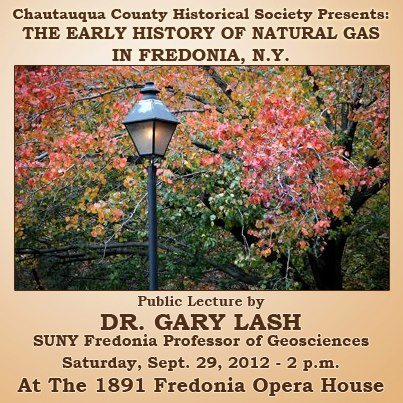 Chautauqua County Historical Society Presents:
THE EARLY HISTORY OF NATURAL GAS
IN FREDONIA, N.Y.
Public Lecture by
DR. GARY LASH
SUNY Fredonia Professor of Geosciences
Saturday, Sept. 29, 2012 - 2 p.m.
At The 1891 Fredonia Opera House